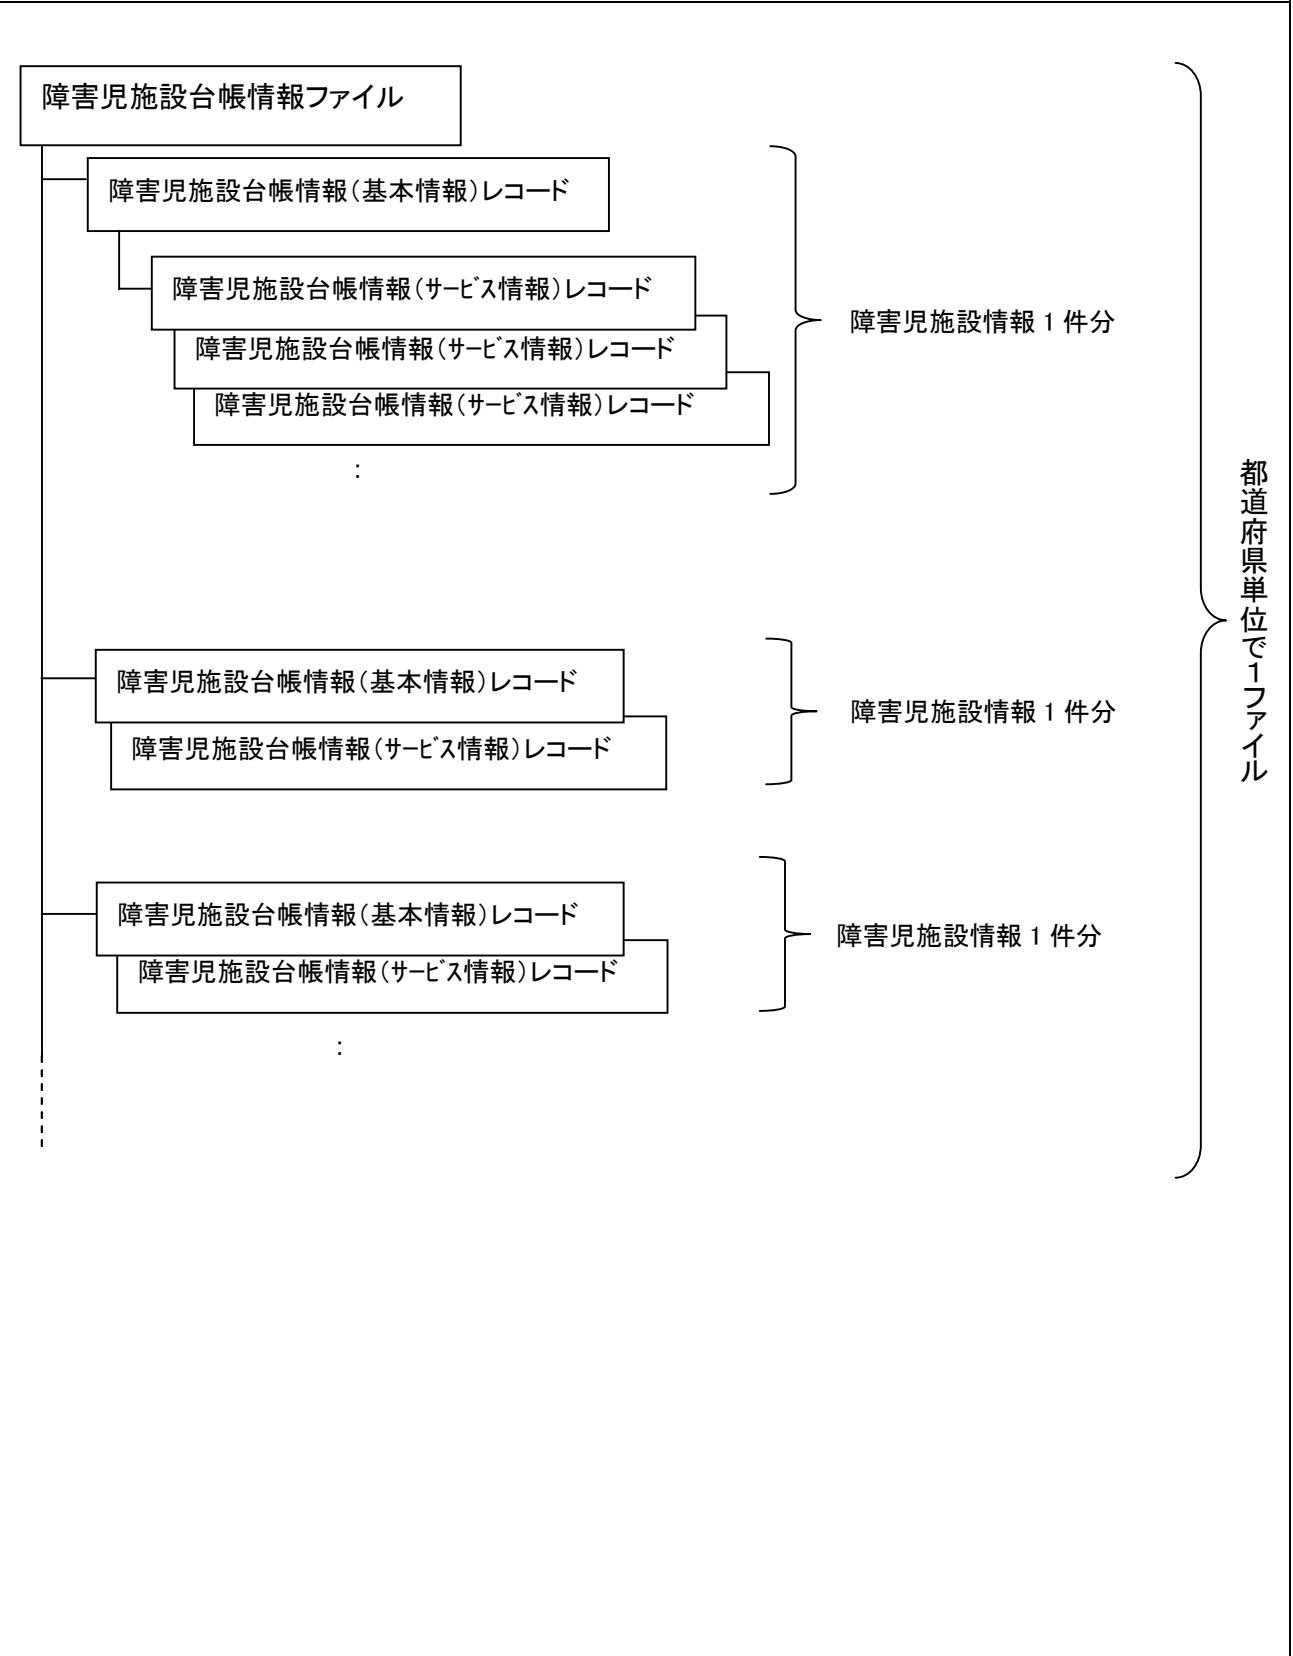 障害児施設台帳情報ファイル
障害児施設台帳情報（基本情報）レコード
障害児施設台帳情報（ｻｰﾋﾞｽ情報）レコード
障害児施設台帳情報（ｻｰﾋﾞｽ情報）レコード
障害児施設台帳情報（ｻｰﾋﾞｽ情報）レコード
：
障害児施設情報 1 件分
障害児施設台帳情報（基本情報）レコード
障害児施設台帳情報（ｻｰﾋﾞｽ情報）レコード
障害児施設情報 1 件分
障害児施設台帳情報（基本情報）レコード
障害児施設台帳情報（ｻｰﾋﾞｽ情報）レコード
：
障害児施設情報 1 件分
都道府県単位で１ファイル